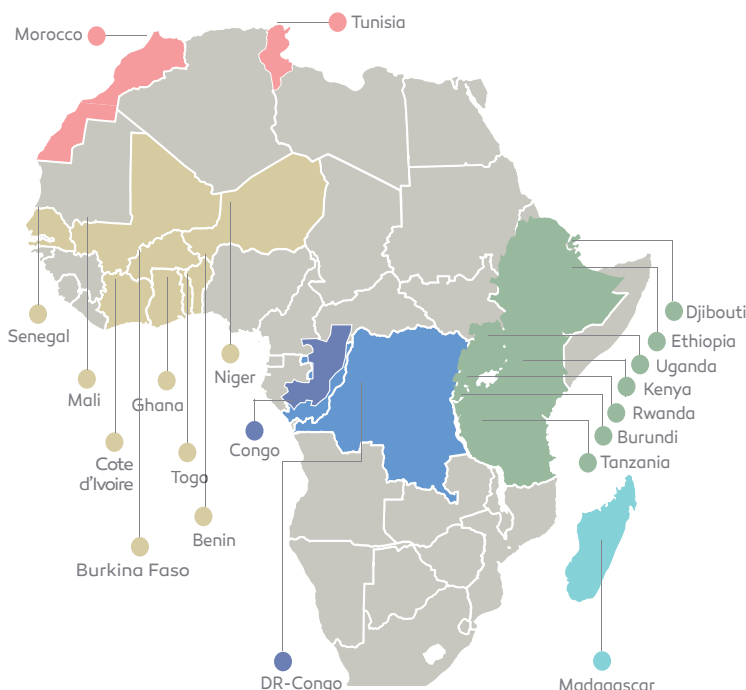 Tunisia
Morocco
Djibouti
Senegal
Ethiopia
Uganda
Niger
Mali
Kenya
Ghana
Rwanda
Burundi
Congo
Cote
d'Ivoire
Togo
Tanzania
Benin
Burkina Faso
DR-Congo
Madagascar